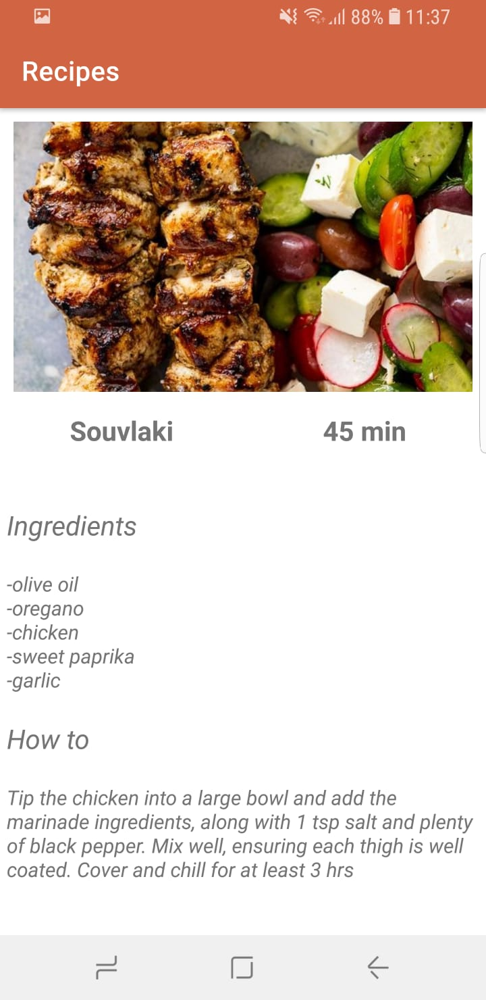 88% 11:37
Recipes
Souvlaki 45 min
Ingredients
-olive oil
-oregano
-chicken
-sweet paprika
-garlic
How to
Tip the chicken into a large bowl and add the
marinade ingredients, along with 1 tsp salt and plenty
of black pepper. Mix well, ensuring each thigh is well
coated. Cover and chill for at least 3 hrs